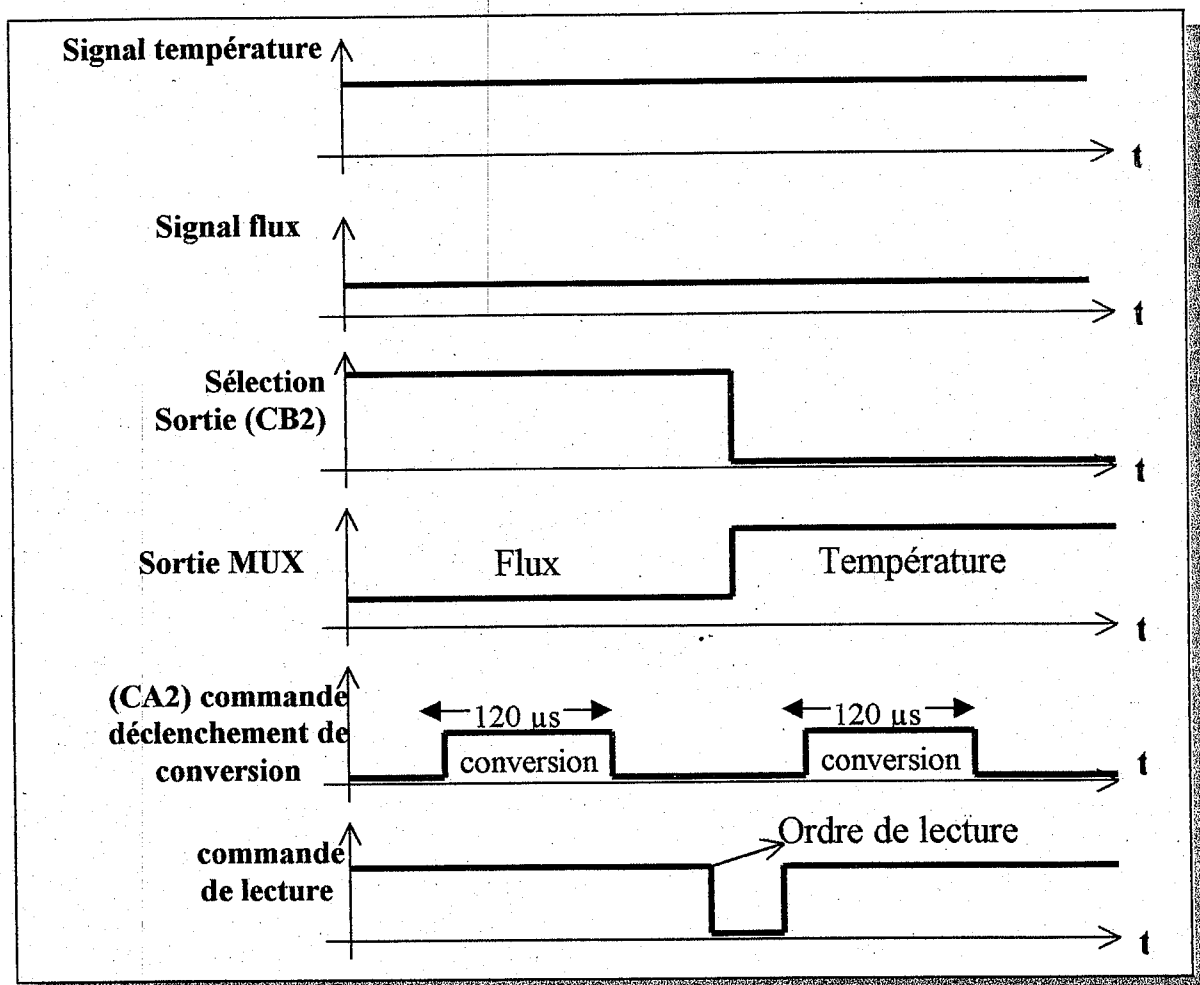 Signal température
t
Signal flux
t
Sélection
Sortie (CB2)
t
Sortie MUX
Flux
Température
t
(CA2) commande
déclenchement de
conversion
120 µs
conversion
120 µs
conversion
t
Ordre de lecture
commande
de lecture
t